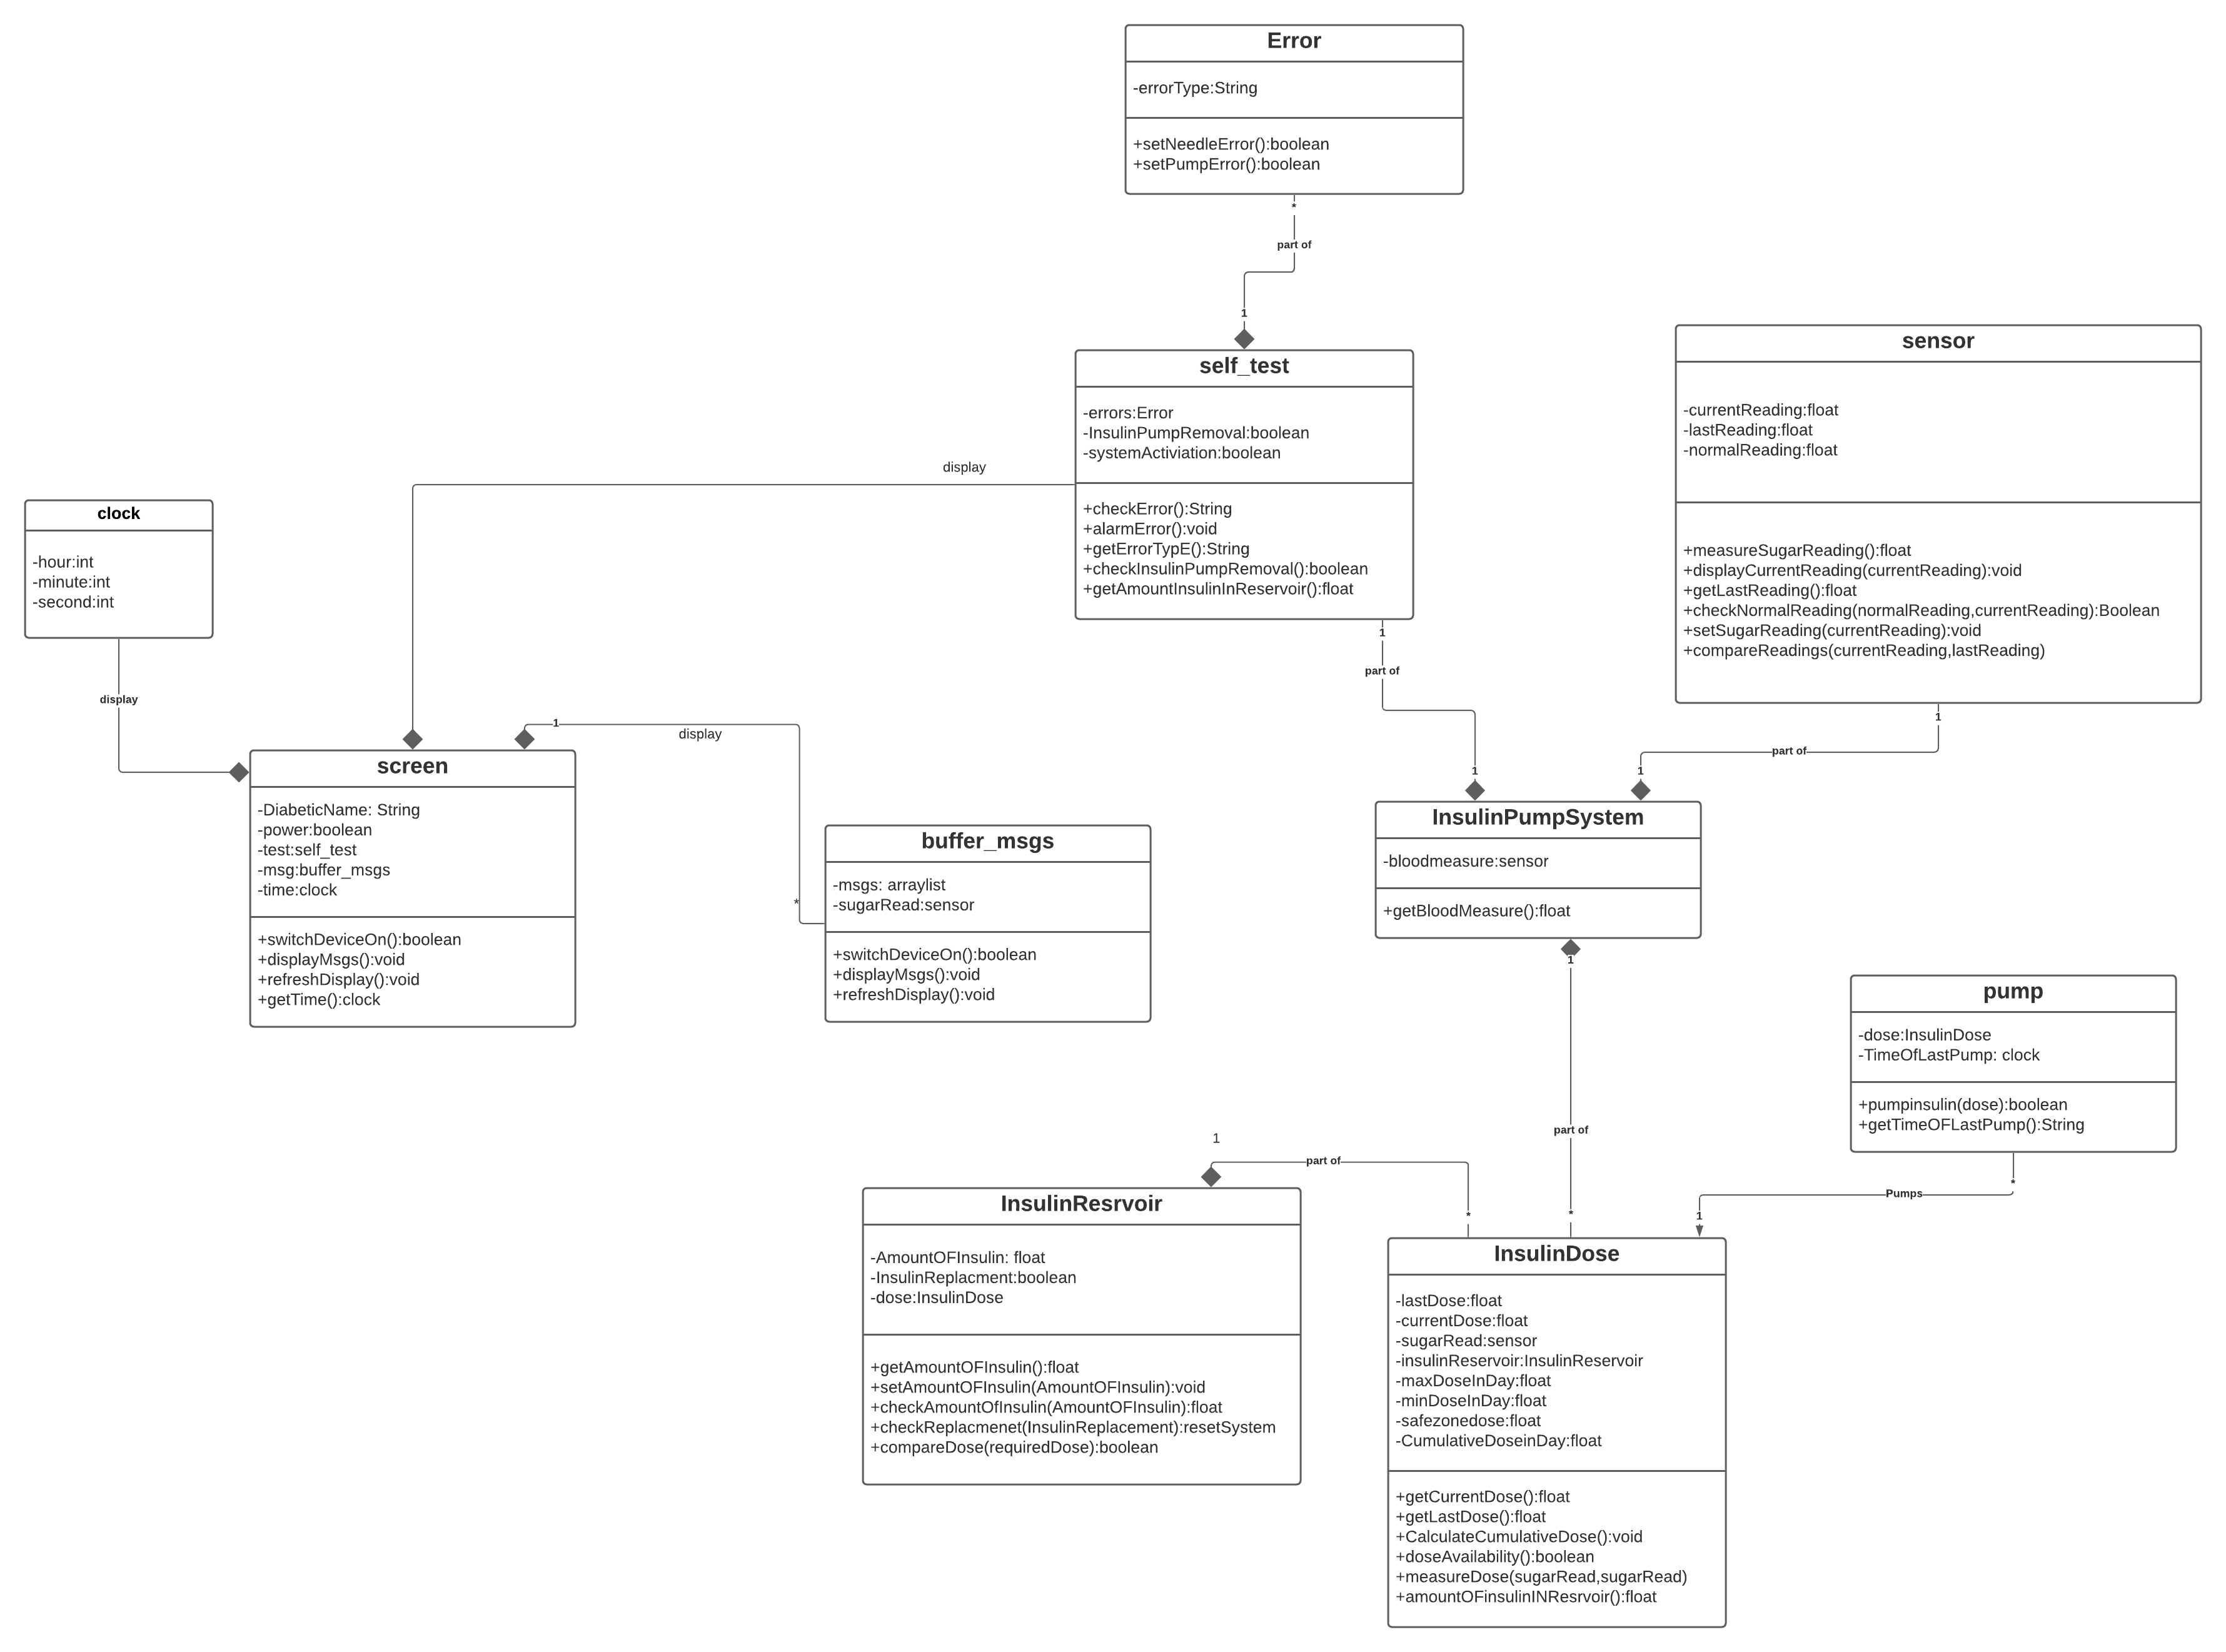 Error
-errorType:String
+setNeedleError():boolean
+setPumpError():boolean
*
part of
1
self_test
-errors:Error
-InsulinPumpRemoval:boolean
-systemActiviation:boolean
+checkError():String
+alarmError():void
+getErrorTypE():String
+checkInsulinPumpRemoval():boolean
+getAmountInsulinInReservoir():float
display
1
part of
1
sensor
-currentReading:float
-lastReading:float
-normalReading:float
+measureSugarReading():float
+displayCurrentReading(currentReading):void
+getLastReading():float
+checkNormalReading(normalReading,currentReading):Boolean
+setSugarReading(currentReading):void
+compareReadings(currentReading,lastReading)
1
part of
1
clock
-hour:int
-minute:int
-second:int
display
screen
-DiabeticName: String
-power:boolean
-test:self_test
-msg:buffer_msgs
-time:clock
+switchDeviceOn():boolean
+displayMsgs():void
+refreshDisplay():void
+getTime():clock
1
display
*
buffer_msgs
-msgs: arraylist
-sugarRead:sensor
+switchDeviceOn():boolean
+displayMsgs():void
+refreshDisplay():void
InsulinPumpSystem
-bloodmeasure:sensor
+getBloodMeasure():float
1
part of
*
pump
-dose:InsulinDose
-TimeOfLastPump: clock
+pumpinsulin(dose):boolean
+getTimeOFLastPump():String
*
Pumps
1
1
part of
*
InsulinResrvoir
-AmountOFInsulin: float
-InsulinReplacment:boolean
-dose:InsulinDose
+getAmountOFInsulin():float
+setAmountOFInsulin(AmountOFInsulin):void
+checkAmountOfInsulin(AmountOFInsulin):float
+checkReplacmenet(InsulinReplacement):resetSystem
+compareDose(requiredDose):boolean
InsulinDose
-lastDose:float
-currentDose:float
-sugarRead:sensor
-insulinReservoir:InsulinReservoir
-maxDoseInDay:float
-minDoseInDay:float
-safezonedose:float
-CumulativeDoseinDay:float
+getCurrentDose():float
+getLastDose():float
+CalculateCumulativeDose():void
+doseAvailability():boolean
+measureDose(sugarRead,sugarRead)
+amountOFinsulinINResrvoir():float